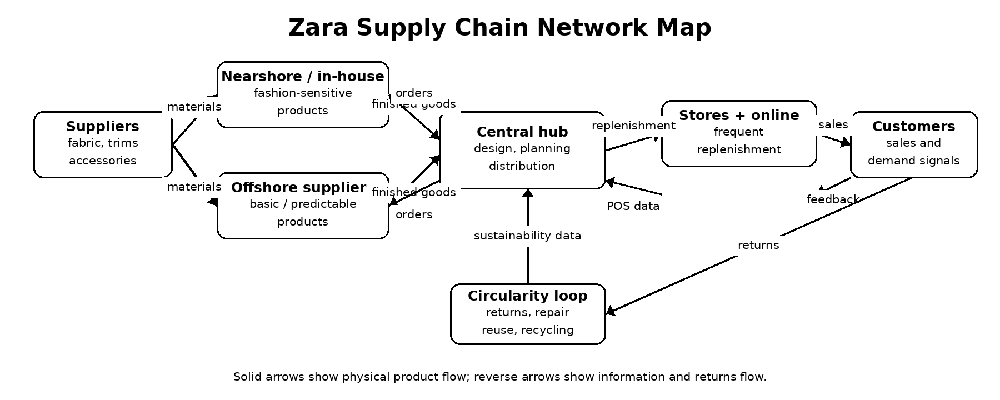 Zara Supply Chain Network Map
Suppliers
fabric, trims
accessories
materials
materials
Nearshore / in-house
fashion-sensitive
products
Offshore supplier
basic / predictable
products
orders
finished goods
finished goods
orders
Central hub
design, planning
distribution
replenishment
POS data
Stores + online
frequent
replenishment
sales
feedback
Customers
sales and
demand signals
returns
sustainability data
Circularity loop
returns, repair
reuse, recycling
Solid arrows show physical product flow; reverse arrows show information and returns flow.